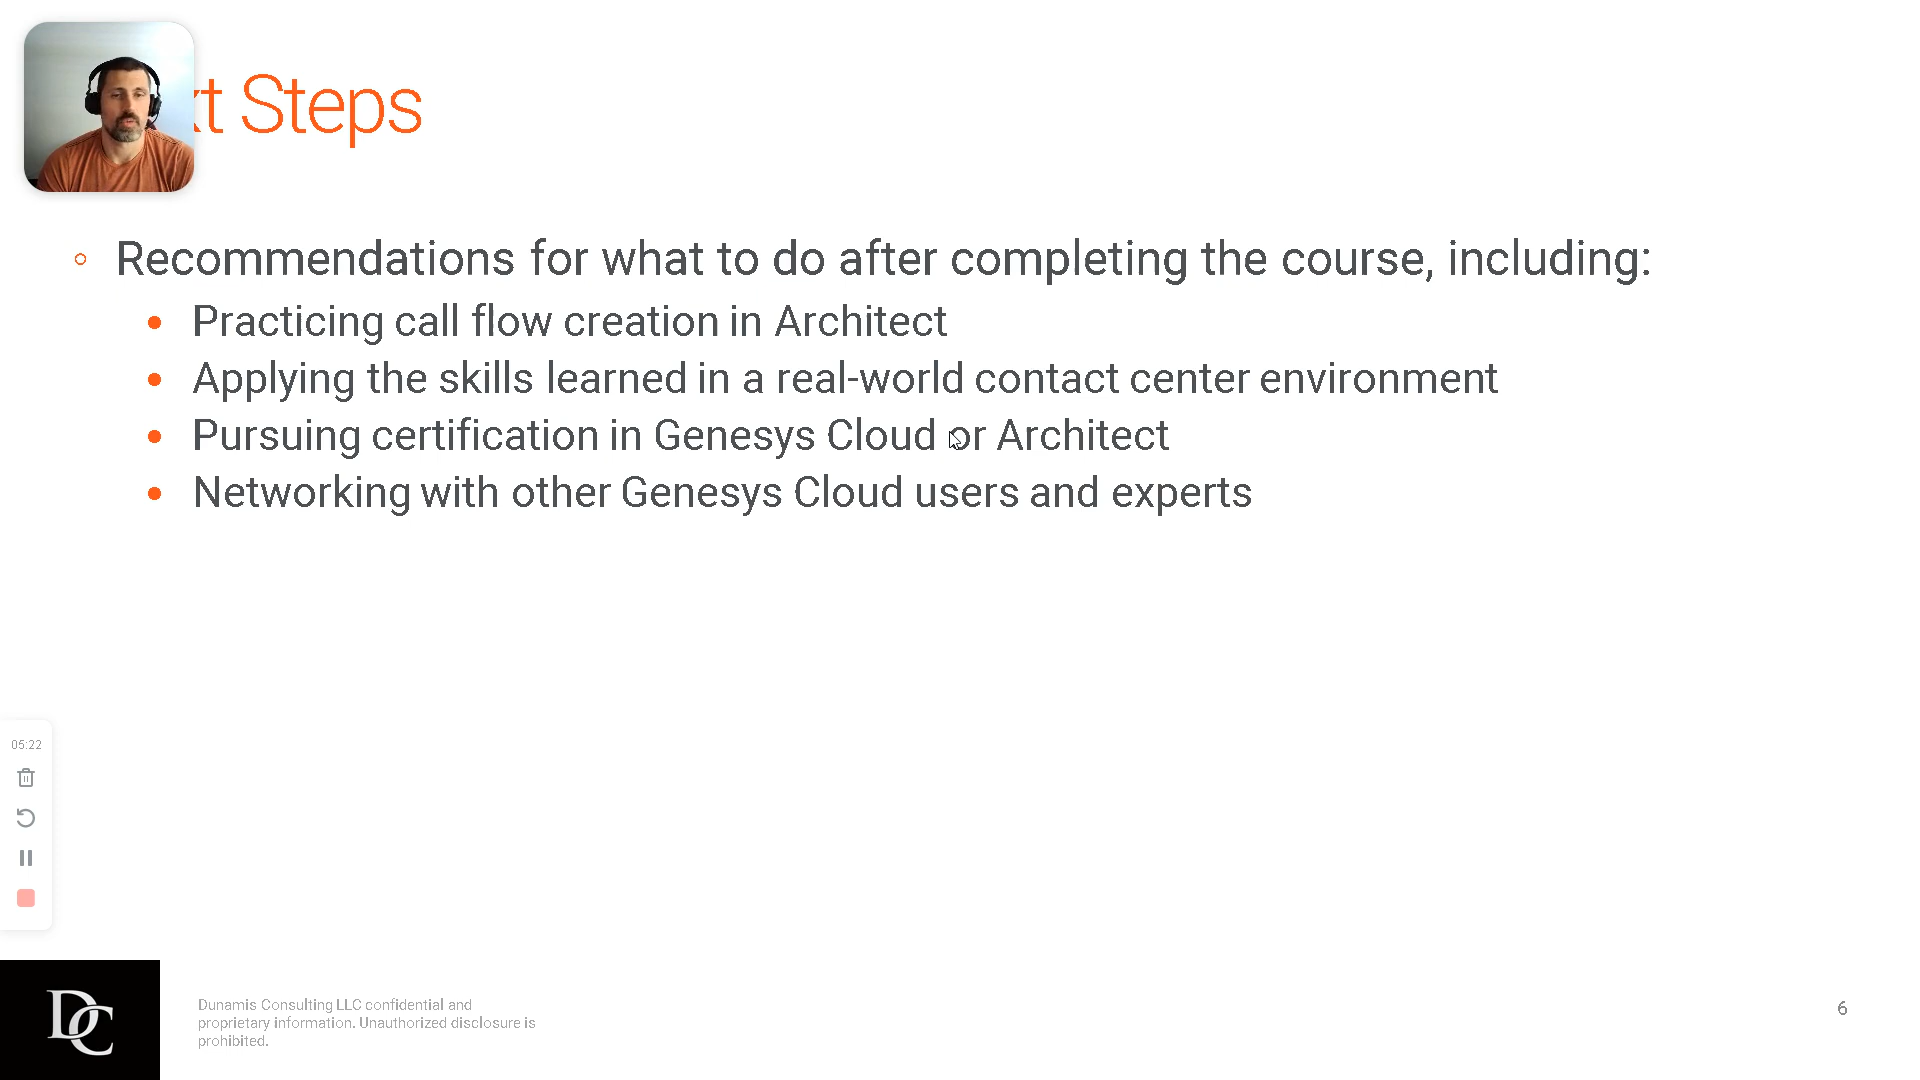 xt Steps
Recommendations for what to do after completing the course, including:
Practicing call flow creation in Architect
Applying the skills learned in a real-world contact center environment
Pursuing certification in Genesys Cloud or Architect
Networking with other Genesys Cloud users and experts
05:22
DC
Dunamis Consulting LLC confidential and
proprietary information. Unauthorized disclosure is
prohibited.
6